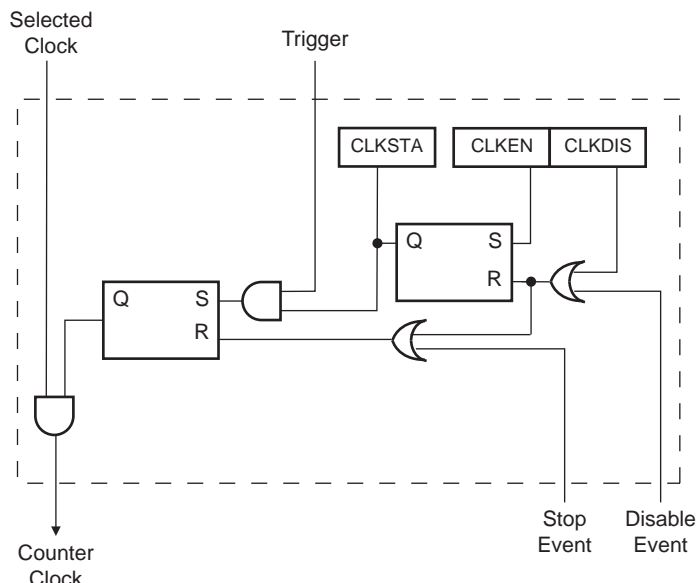 Selected
Clock
Trigger
CLKSTA
CLKEN
CLKDIS
Q
S
R
Q
S
R
Stop
Event
Disable
Event
Counter
Clock